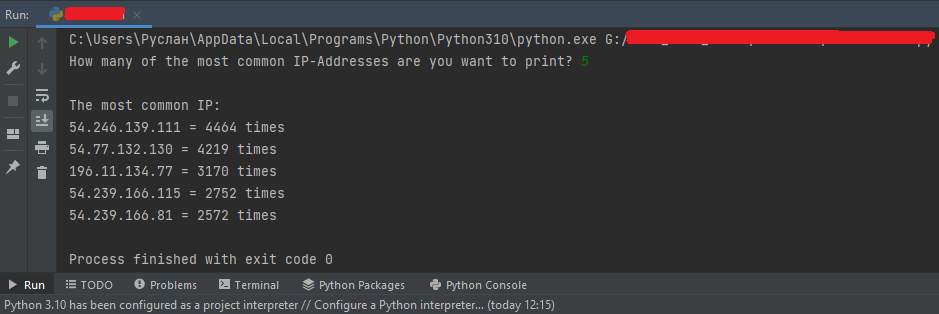 Run:
C:\Users\Руслан\AppData\Local\Programs\Python\Python310\python.exe G:/
How many of the most common IP-Addresses are you want to print? 5
The most common IP:
54.246.139.111 = 4464 times
54.77.132.130 = 4219 times
196.11.134.77 = 3170 times
54.239.166.115 = 2752 times
54.239.166.81 = 2572 times
Process finished with exit code 0
Run TODO Problems Terminal Python Packages Python Console
Python 3.10 has been configured as a project interpreter // Configure a Python interpreter... (today 12:15)